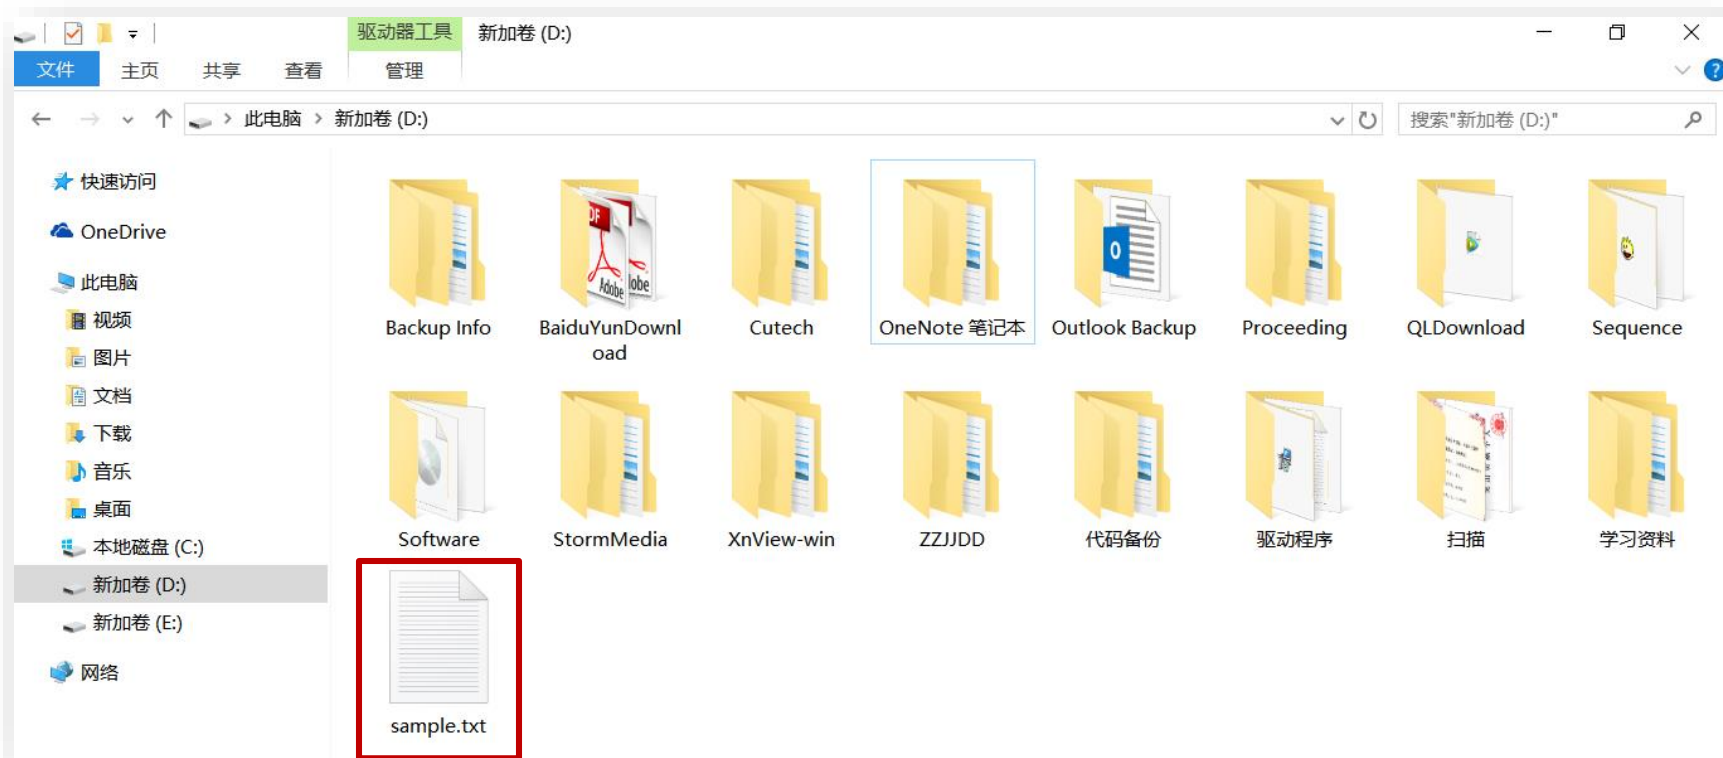 驱动器工具 新加卷 (D:)
文件 主页 共享 查看 管理
此电脑 新加卷 (D:)
搜索"新加卷 (D:)"
快速访问
OneDrive
此电脑
视频
图片
文档
下载
音乐
桌面
本地磁盘 (C:)
新加卷 (D:)
新加卷 (E:)
网络
Backup Info
BaiduYunDownl
oad
Cutech
OneNote 笔记本
Outlook Backup
Proceeding
QLDownload
Sequence
Software
StormMedia
XnView-win
ZZJJDD
代码备份
驱动程序
扫描
学习资料
sample.txt